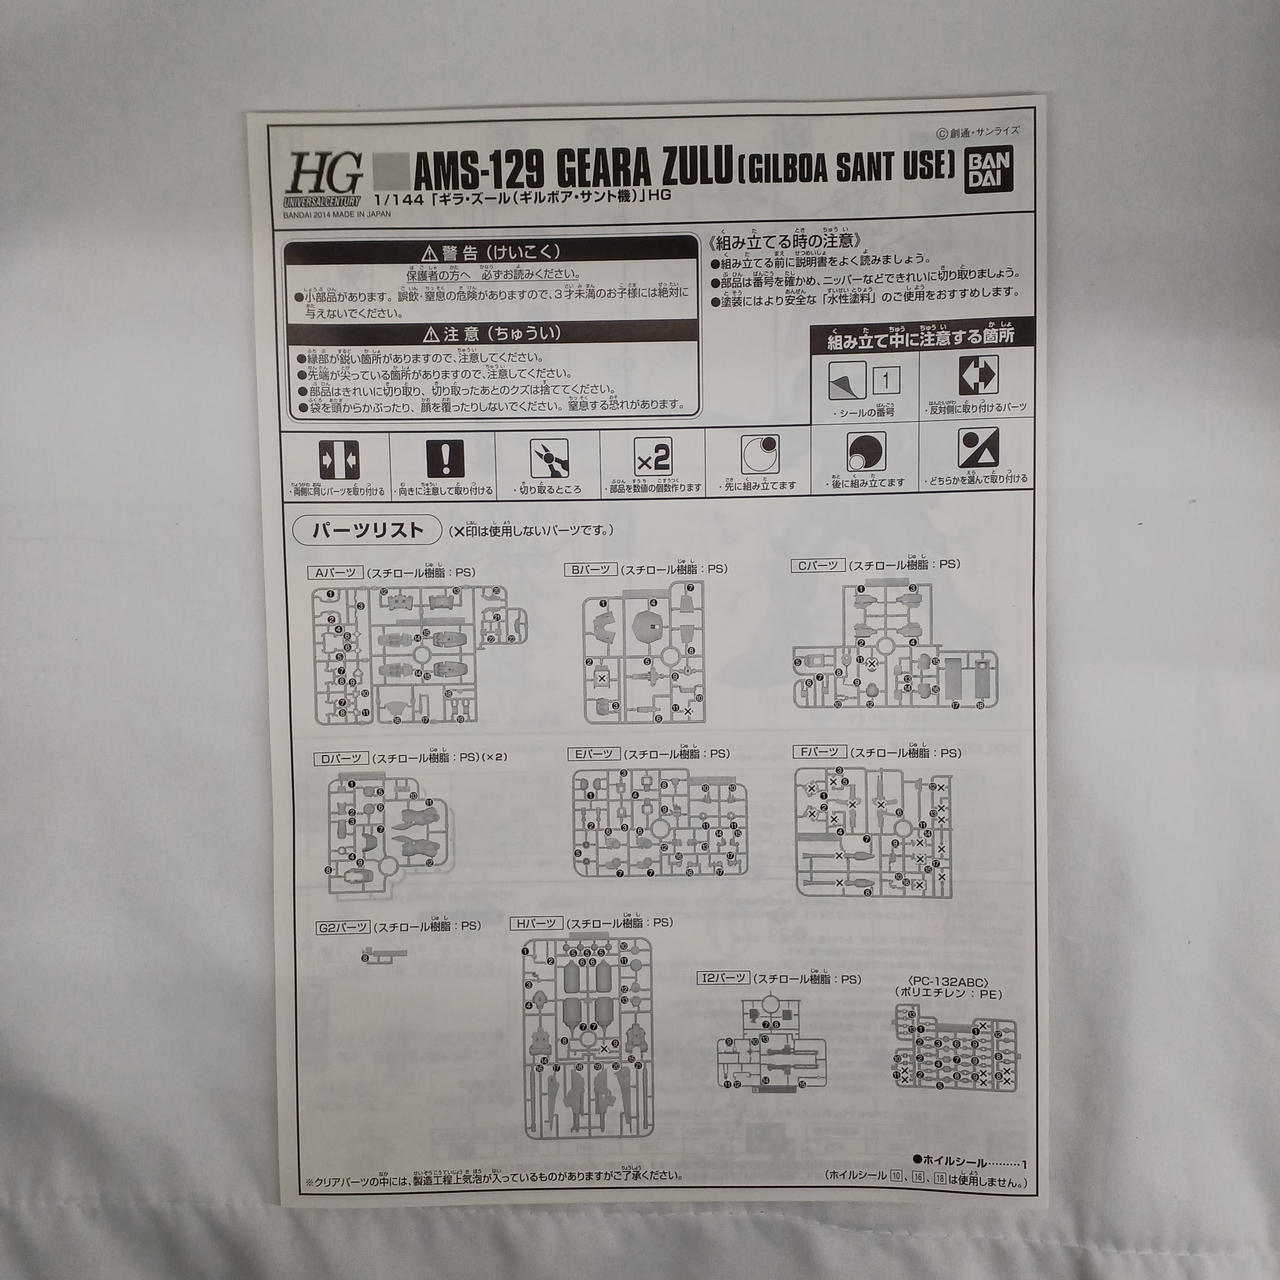 ©創通・サンライズ
HG
UNIVERSAL CENTURY
AMS-129 GEARA ZULU(GILBOA SANT USE)
BAN
DAI
1/144「ギラ・ズール(ギルボア・サント機)」HG
BANDAI 2014 MADE IN JAPAN
⚠警告(けいこく)
保護者の方へ 必ずお読みください。
●小部品があります。誤飲・窒息の危険がありますので、3才未満のお子様には絶対に
与えないでください。
⚠注意(ちゅうい)
●縁部が鋭い箇所がありますので、注意してください。
●先端が尖っている箇所がありますので、注意してください。
●部品はきれいに切り取り、切り取ったあとのクズは捨ててください。
●袋を頭からかぶったり、顔を覆ったりしないでください。窒息する恐れがあります。
《組み立てる時の注意》
●組み立てる前に説明書をよく読みましょう。
●部品は番号を確かめ、ニッパーなどできれいに切り取りましょう。
●塗装にはより安全な「水性塗料」のご使用をおすすめします。
組み立て中に注意する箇所
1
・シールの番号
・反対側に取り付けるパーツ
・両側に同じパーツを取り付ける
・向きに注意して取り付ける
・切り取るところ
×2
・部品を数値の個数作ります
・先に組み立てます
・後に組み立てます
・どちらかを選んで取り付ける
パーツリスト
(×印は使用しないパーツです。)
Aパーツ (スチロール樹脂:PS)
Bパーツ (スチロール樹脂:PS)
Cパーツ (スチロール樹脂:PS)
Dパーツ (スチロール樹脂:PS)(×2)
Eパーツ (スチロール樹脂:PS)
Fパーツ (スチロール樹脂:PS)
G2パーツ (スチロール樹脂:PS)
Hパーツ (スチロール樹脂:PS)
I2パーツ (スチロール樹脂:PS)
〈PC-132ABC〉
(ポリエチレン:PE)
●ホイルシール………1
(ホイルシール 10、16、18 は使用しません。)
※クリアパーツの中には、製造工程上気泡が入っているものがありますがご了承ください。